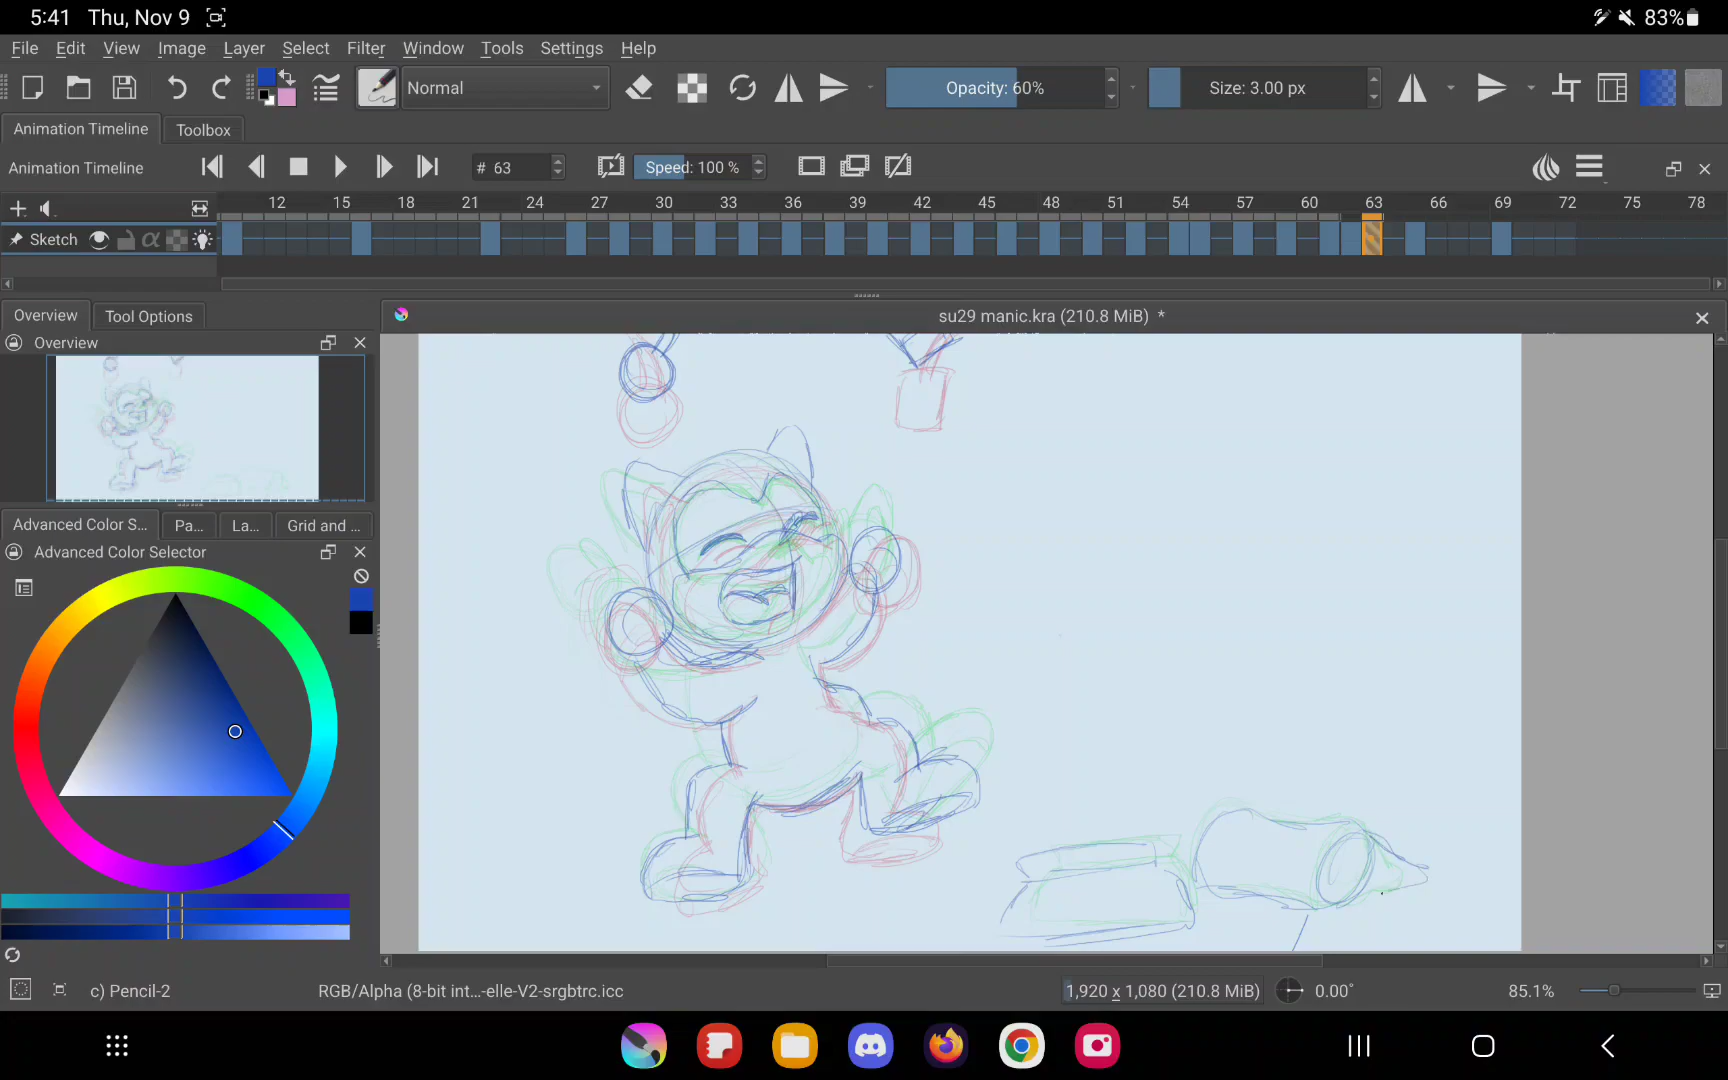 5:41 Thu, Nov 9 83%
File Edit View Image Layer Select Filter Window Tools Settings Help
Normal Opacity: 60% Size: 3.00 px
Animation Timeline Toolbox
Animation Timeline # 63 Speed: 100 %
12 15 18 21 24 27 30 33 36 39 42 45 48 51 54 57 60 63 66 69 72 75 78
Sketch
Overview Tool Options su29 manic.kra (210.8 MiB) *
Overview
Advanced Color S... Pa... La... Grid and ...
Advanced Color Selector
c) Pencil-2 RGB/Alpha (8-bit int...-elle-V2-srgbtrc.icc 1,920 x 1,080 (210.8 MiB) 0.00° 85.1%